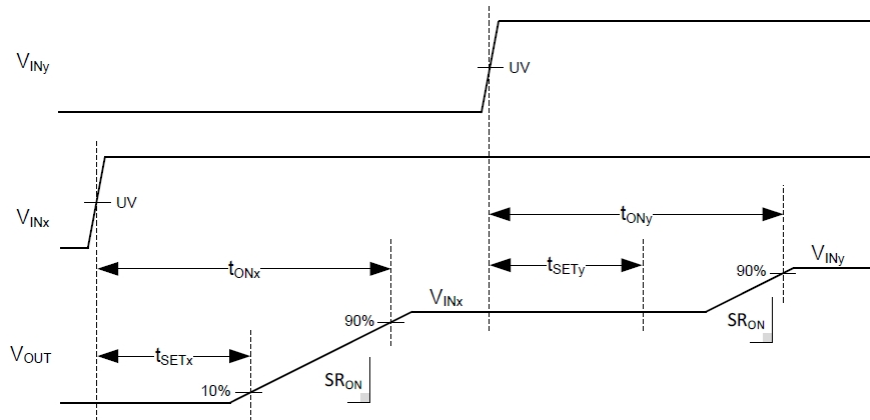 VINy
UV
VINx
UV
tONy
tONx
tSETy
VINy
90%
VINx
90%
SRON
VOUT
tSETx
10%
SRON